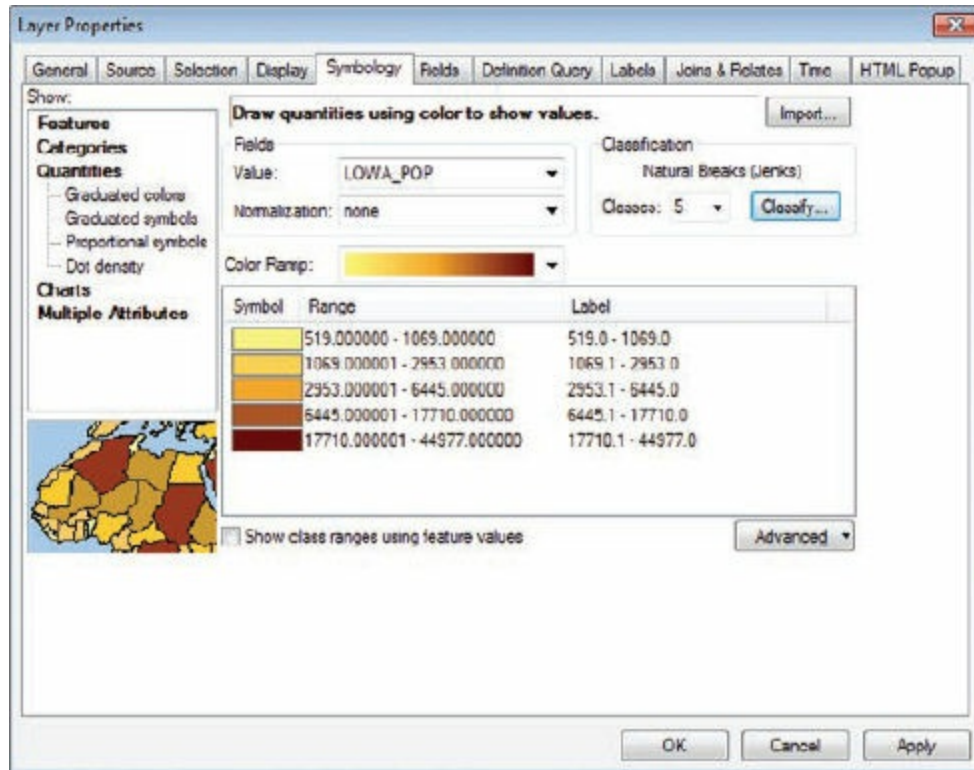 Layer Properties
General Source Selection Display Symbology Fields Definition Query Labels Joins & Relates Time HTML Popup
Show:
Features
Categories
Quantities
Graduated colors
Graduated symbols
Proportional symbols
Dot density
Charts
Multiple Attributes
Draw quantities using color to show values.
Import...
Fields
Value: LOWA_POP
Normalization: none
Classification
Natural Breaks (Jenks)
Classes: 5 Classify...
Color Ramp:
Symbol Range Label
519.000000 - 1069.000000 519.0 - 1069.0
1069.000001 - 2953.000000 1069.1 - 2953.0
2953.000001 - 6445.000000 2953.1 - 6445.0
6445.000001 - 17710.000000 6445.1 - 17710.0
17710.000001 - 44977.000000 17710.1 - 44977.0
Show class ranges using feature values
Advanced
OK Cancel Apply